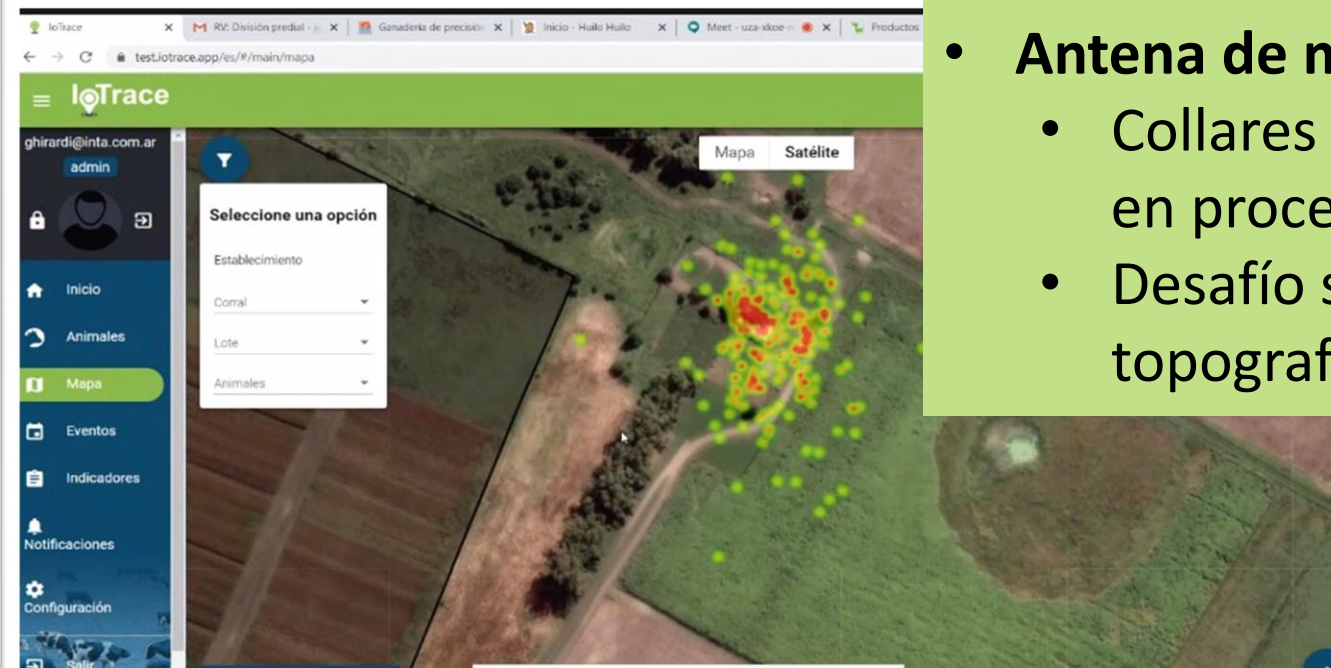 IoTrace
RV: División predial -
Ganadería de precisión
Inicio - Huilo Huilo
Meet - uza-xkoe-
Productos
test.iotrace.app/es/#/main/mapa
IoTrace
ghirardi@inta.com.ar
admin
Inicio
Animales
Mapa
Eventos
Indicadores
Notificaciones
Configuración
Salir
Seleccione una opción
Establecimiento
Corral
Lote
Animales
Mapa Satélite
• Antena de
• Collares
en proce
• Desafío s
topograf